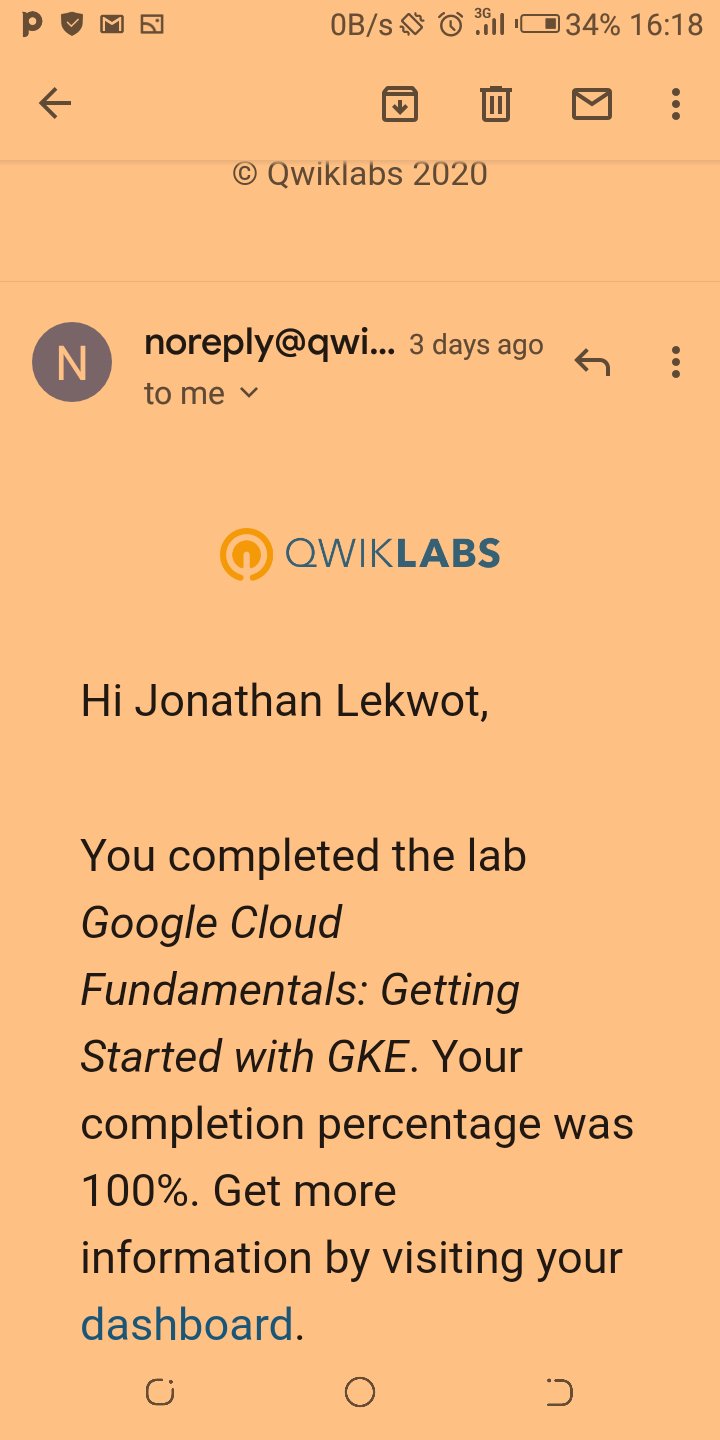 0B/s 3G 34% 16:18
© Qwiklabs 2020
N
noreply@qwi... 3 days ago
to me
QWIKLABS
Hi Jonathan Lekwot,
You completed the lab
Google Cloud
Fundamentals: Getting
Started with GKE. Your
completion percentage was
100%. Get more
information by visiting your
dashboard.